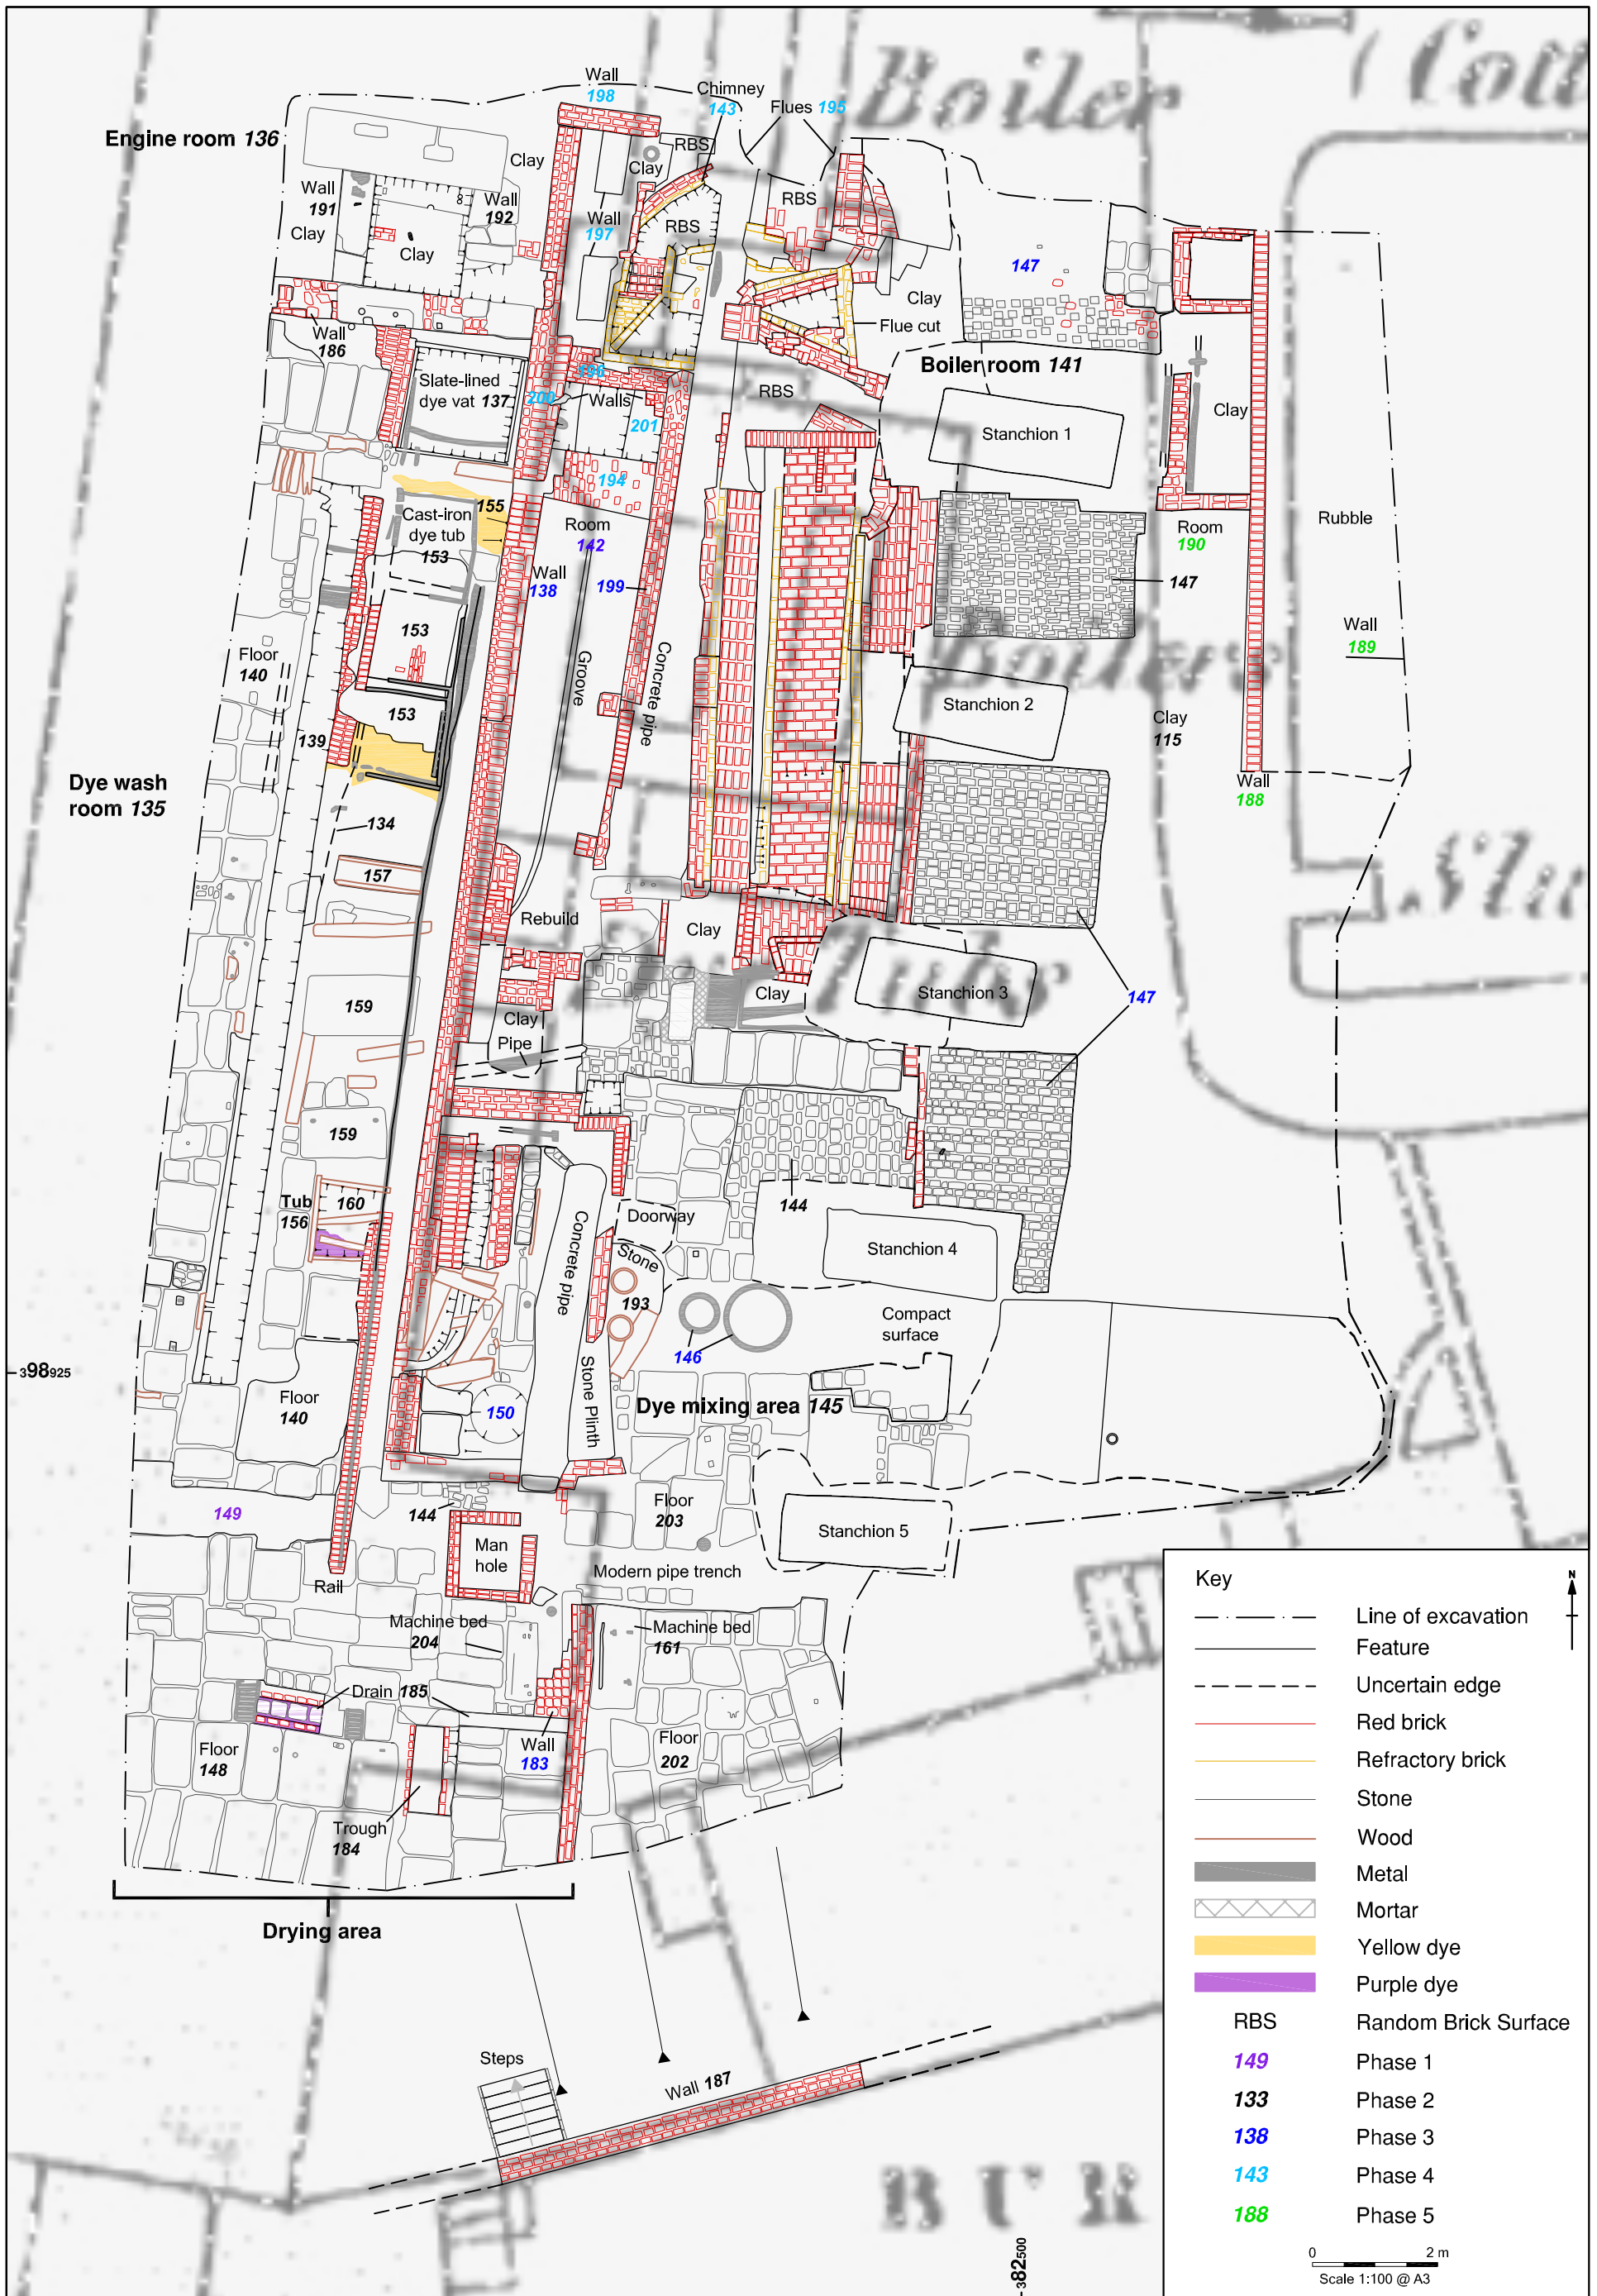 Boiler
(Cott
Wall
198
Chimney
143
Flues 195
Engine room 136
Clay
RBS
Clay
Wall
191
Wall
192
RBS
Clay
Wall
197
RBS
Clay
147
Clay
Flue cut
Wall
186
Boiler room 141
196
Slate-lined
dye vat 137
200
Walls
RBS
201
Clay
Stanchion 1
194
155
Cast-iron
dye tub
153
Room
142
Room
190
Rubble
Wall
138
199
147
153
Wall
189
Floor
140
Concrete pipe
Boilers
Groove
153
Stanchion 2
Clay
115
139
Dye wash
room 135
Wall
188
134
157
Rebuild
Clay
Tubs
159
Clay
Stanchion 3
147
Clay
Pipe
159
Tub
156
160
144
Doorway
Concrete pipe
Stone
Stanchion 4
193
Compact
surface
146
Stone Plinth
398925
Floor
140
150
Dye mixing area 145
149
144
Floor
203
Stanchion 5
Man
hole
Modern pipe trench
Rail
Machine bed
204
Machine bed
161
Drain 185
Floor
148
Wall
183
Floor
202
Trough
184
Drying area
Steps
Wall 187
BUR
382500
Key
N
Line of excavation
Feature
Uncertain edge
Red brick
Refractory brick
Stone
Wood
Metal
Mortar
Yellow dye
Purple dye
RBS Random Brick Surface
149 Phase 1
133 Phase 2
138 Phase 3
143 Phase 4
188 Phase 5
0 2 m
Scale 1:100 @ A3